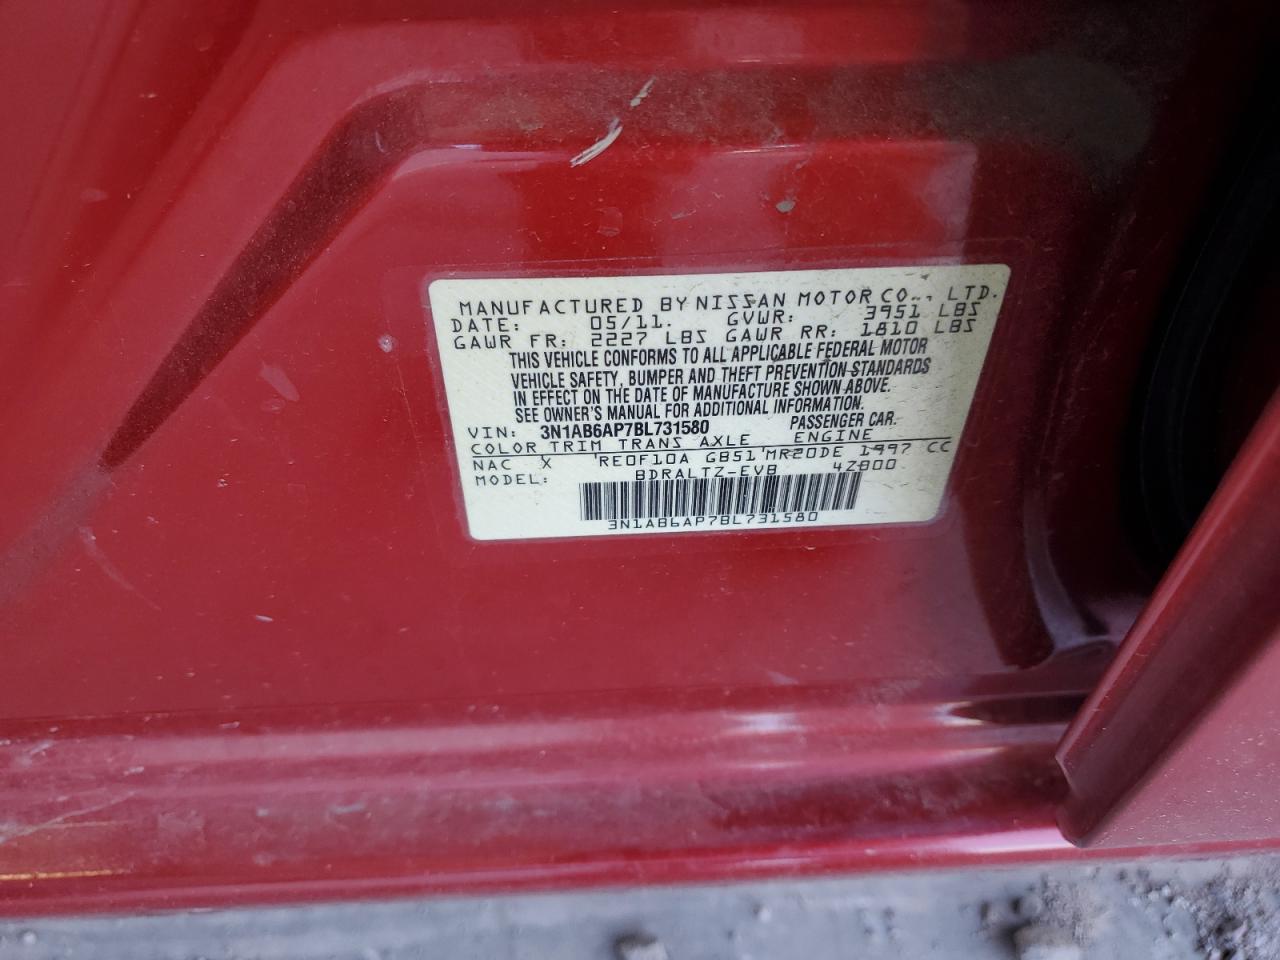 MANUFACTURED BY NISSAN MOTOR CO., LTD.
DATE: 05/11. GVWR: 3951 LBS
GAWR FR: 2227 LBS GAWR RR: 1810 LBS
THIS VEHICLE CONFORMS TO ALL APPLICABLE FEDERAL MOTOR
VEHICLE SAFETY, BUMPER AND THEFT PREVENTION STANDARDS
IN EFFECT ON THE DATE OF MANUFACTURE SHOWN ABOVE.
SEE OWNER'S MANUAL FOR ADDITIONAL INFORMATION.
VIN: 3N1AB6AP7BL731580 PASSENGER CAR.
COLOR TRIM TRANS AXLE ENGINE
NAC X RE0F10A GB51 MR20DE 1997 CC
MODEL: BDRALTZ-EVB 4Z800
3N1AB6AP7BL731580